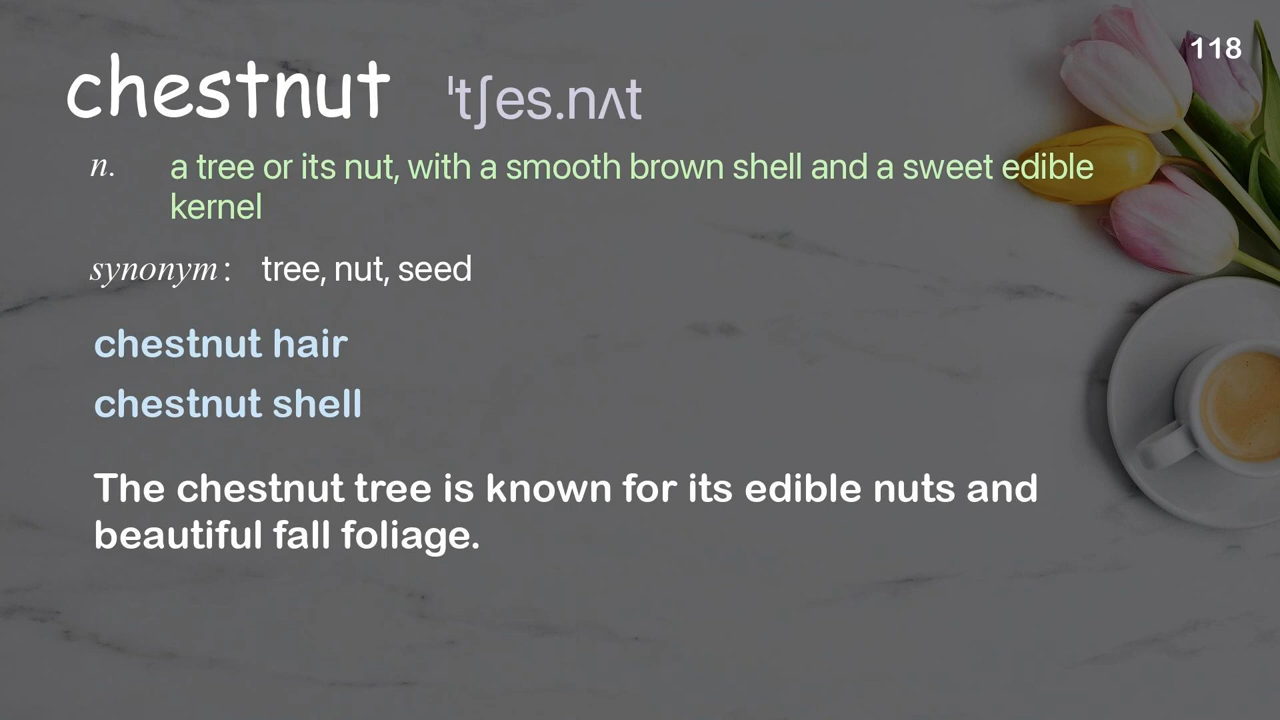 118
chestnut ˈtʃes.nʌt
n. a tree or its nut, with a smooth brown shell and a sweet edible
kernel
synonym: tree, nut, seed
chestnut hair
chestnut shell
The chestnut tree is known for its edible nuts and
beautiful fall foliage.